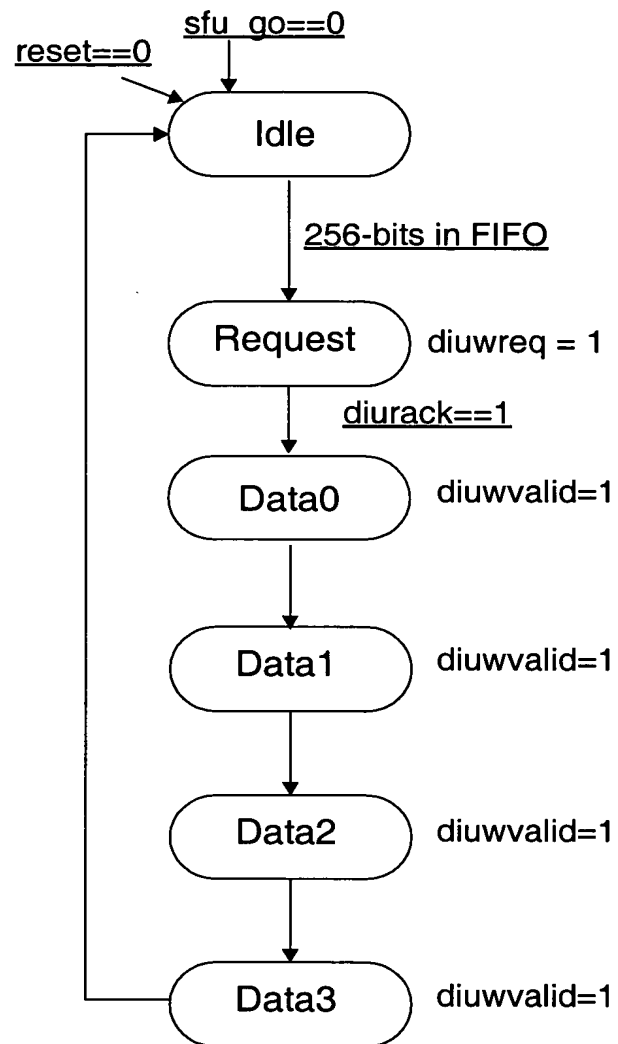 sfu_go==0
reset==0
Idle
256-bits in FIFO
Request
diuwreq = 1
diurack==1
Data0
diuwvalid=1
Data1
diuwvalid=1
Data2
diuwvalid=1
Data3
diuwvalid=1